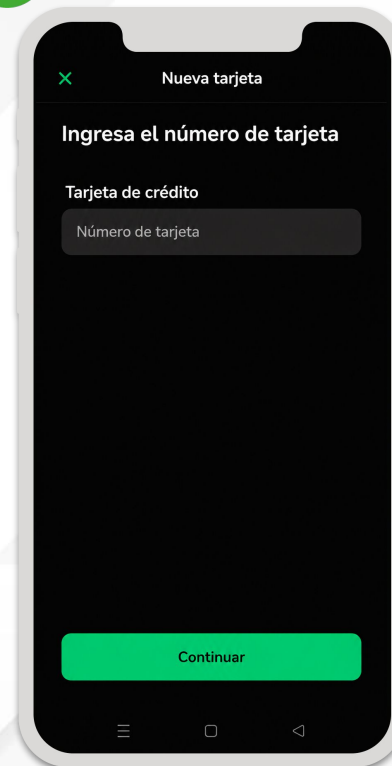 Nueva tarjeta
Ingresa el número de tarjeta
Tarjeta de crédito
Número de tarjeta
Continuar